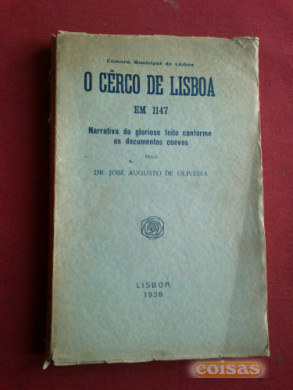 Câmara Municipal de Lisboa
O CÊRCO DE LISBOA
EM 1147
Narrativa do glorioso feito conforme
os documentos coevos
PELO
DR. JOSÉ AUGUSTO DE OLIVEIRA
LISBOA
1938
coisas